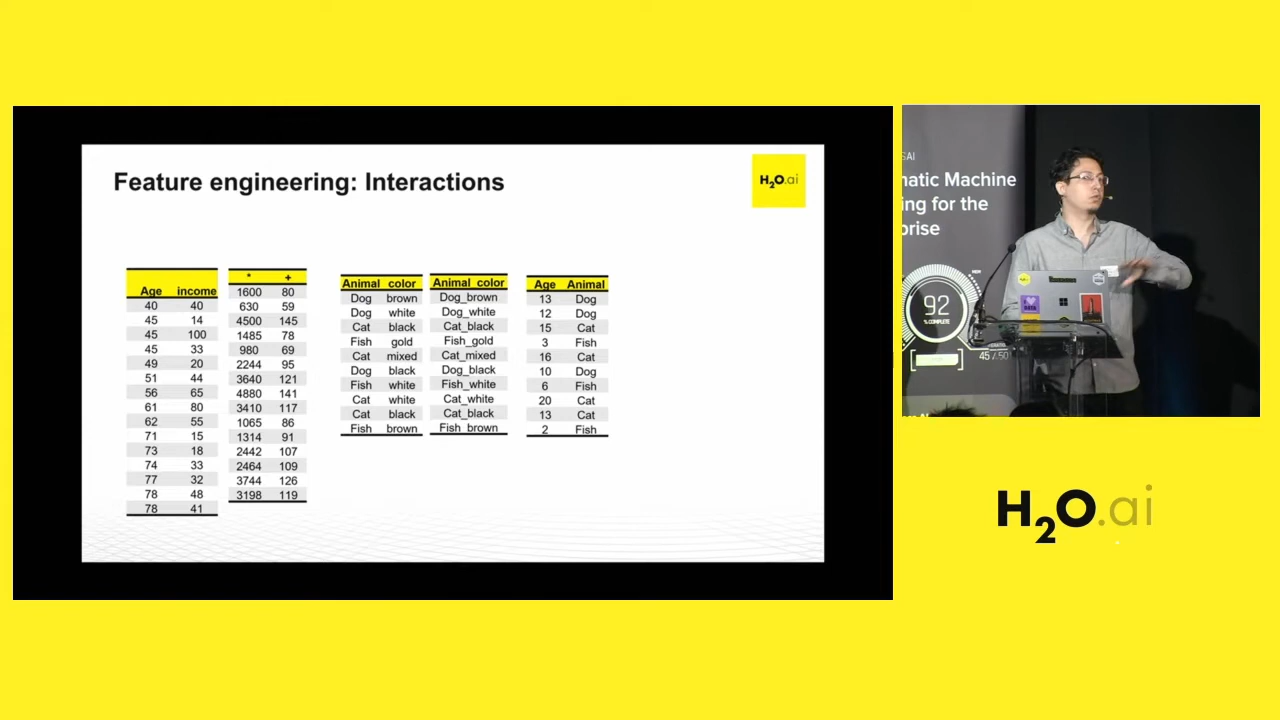 Feature engineering: Interactions
H2O.ai
Age income
40 40
45 14
45 100
45 33
49 20
51 44
56 65
61 80
62 55
71 15
73 18
74 33
77 32
78 48
78 41
* +
1600 80
630 59
4500 145
1485 78
980 69
2244 95
3640 121
4880 141
3410 117
1065 86
1314 91
2442 107
2464 109
3744 126
3198 119
Animal color
Dog brown
Dog white
Cat black
Fish gold
Cat mixed
Dog black
Fish white
Cat white
Cat black
Fish brown
Animal_color
Dog_brown
Dog_white
Cat_black
Fish_gold
Cat_mixed
Dog_black
Fish_white
Cat_white
Cat_black
Fish_brown
Age Animal
13 Dog
12 Dog
15 Cat
3 Fish
16 Cat
10 Dog
6 Fish
20 Cat
13 Cat
2 Fish
SAI
matic Machine
ing for the
prise
92
% COMPLETE
45 / 50
H2O.ai